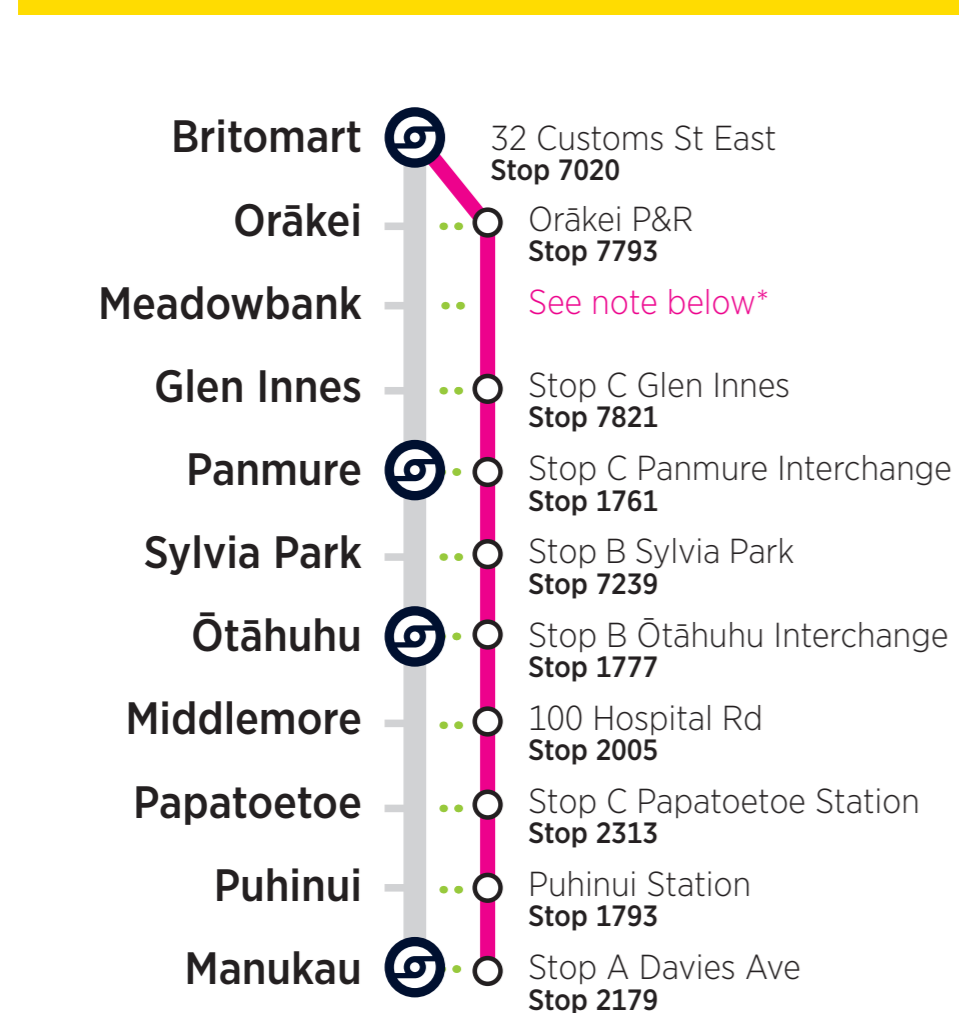 Britomart
32 Customs St East
Stop 7020
Orākei
Orākei P&R
Stop 7793
Meadowbank
See note below*
Glen Innes
Stop C Glen Innes
Stop 7821
Panmure
Stop C Panmure Interchange
Stop 1761
Sylvia Park
Stop B Sylvia Park
Stop 7239
Ōtāhuhu
Stop B Ōtāhuhu Interchange
Stop 1777
Middlemore
100 Hospital Rd
Stop 2005
Papatoetoe
Stop C Papatoetoe Station
Stop 2313
Puhinui
Puhinui Station
Stop 1793
Manukau
Stop A Davies Ave
Stop 2179